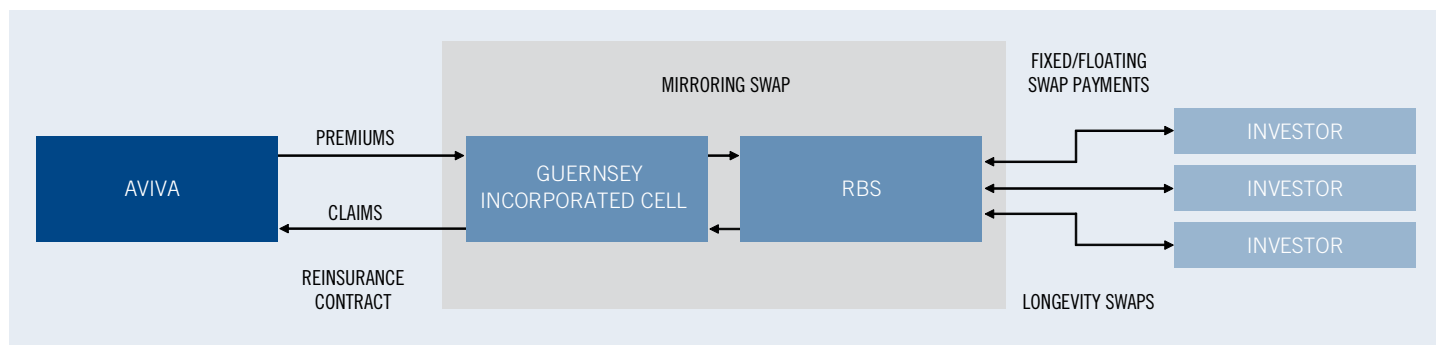 MIRRORING SWAP
FIXED/FLOATING
SWAP PAYMENTS
AVIVA
PREMIUMS
CLAIMS
REINSURANCE
CONTRACT
GUERNSEY
INCORPORATED CELL
RBS
INVESTOR
INVESTOR
INVESTOR
LONGEVITY SWAPS